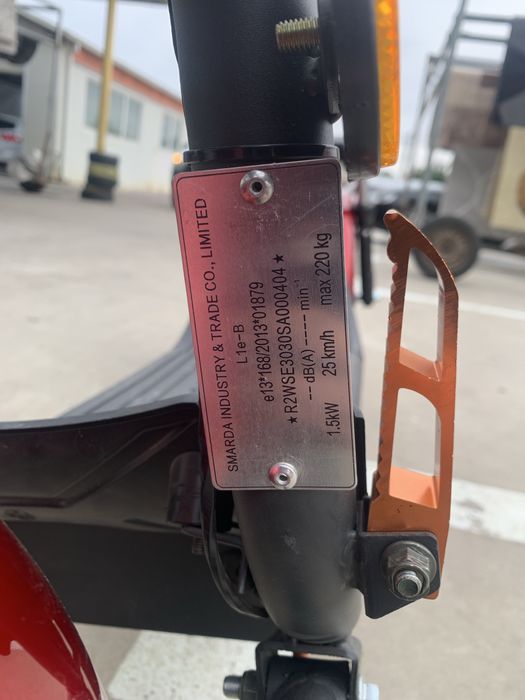 SMARDA INDUSTRY & TRADE CO., LIMITED
L1e-B
e13*168/2013*01879
★R2WSE3030SA000404★
-- dB(A) ---- min⁻¹
1.5kW 25 km/h max 220 kg